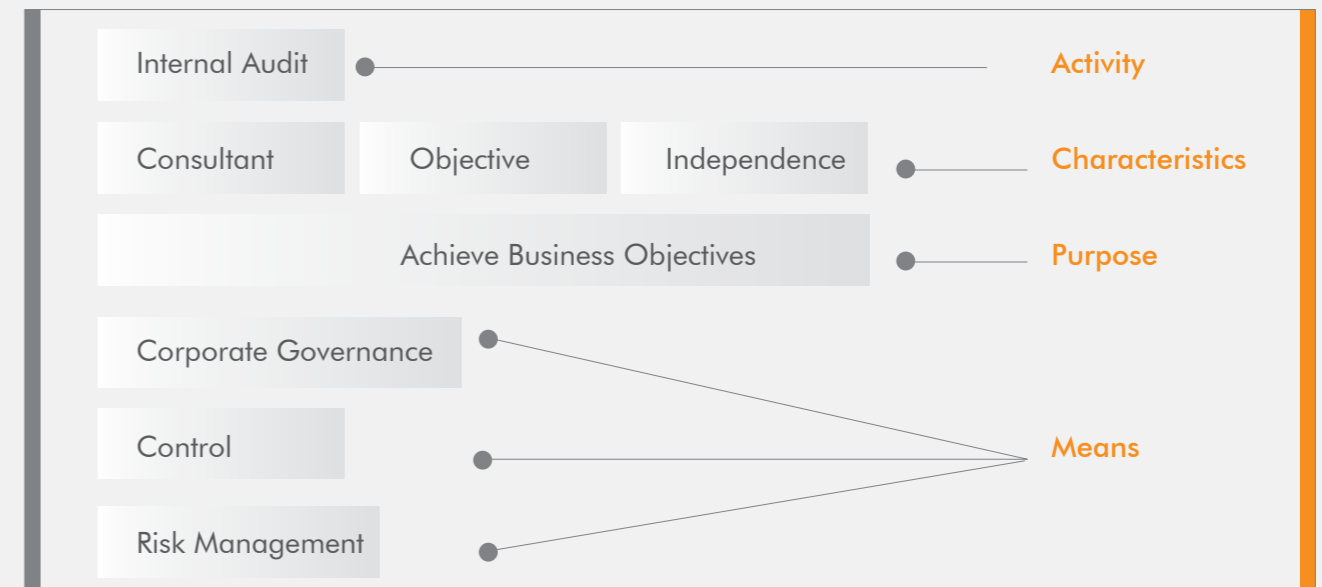 Internal Audit Activity
Consultant Objective Independence Characteristics
Achieve Business Objectives Purpose
Corporate Governance
Control Means
Risk Management